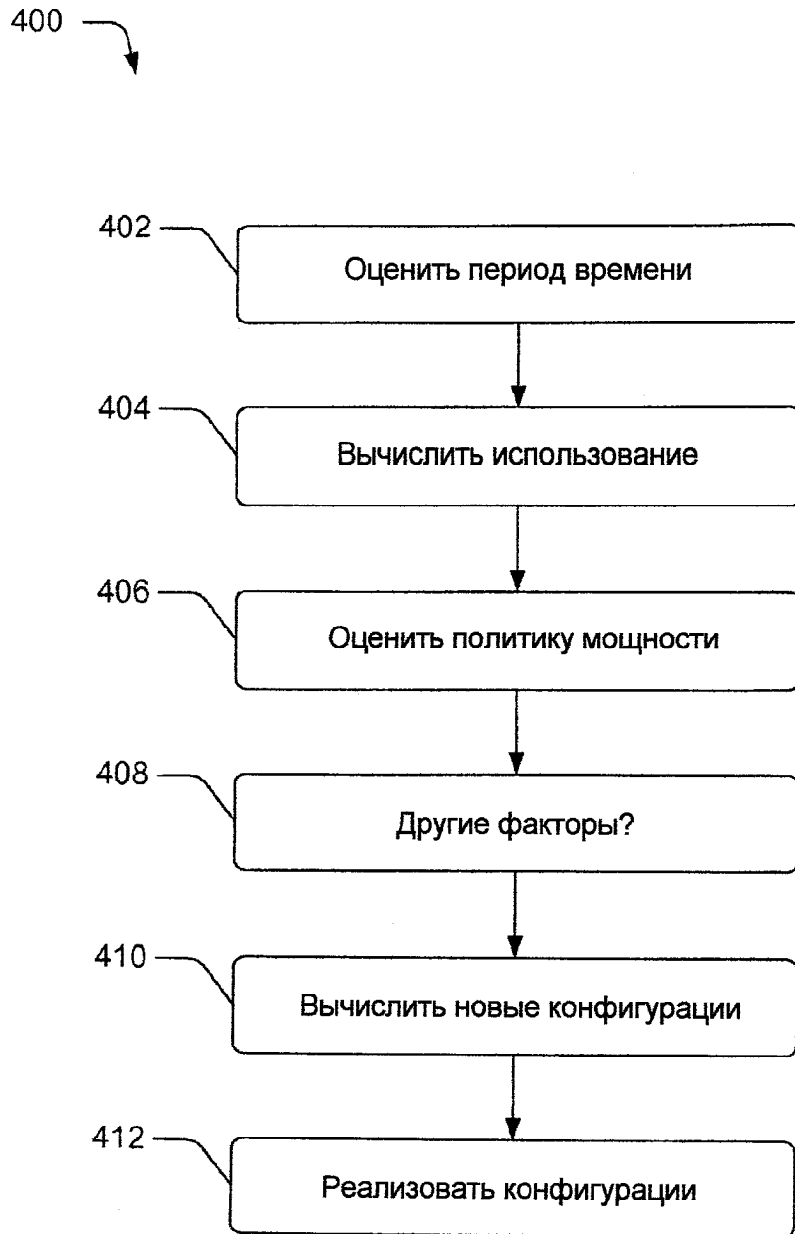 400
402
Оценить период времени
404
Вычислить использование
406
Оценить политику мощности
408
Другие факторы?
410
Вычислить новые конфигурации
412
Реализовать конфигурации